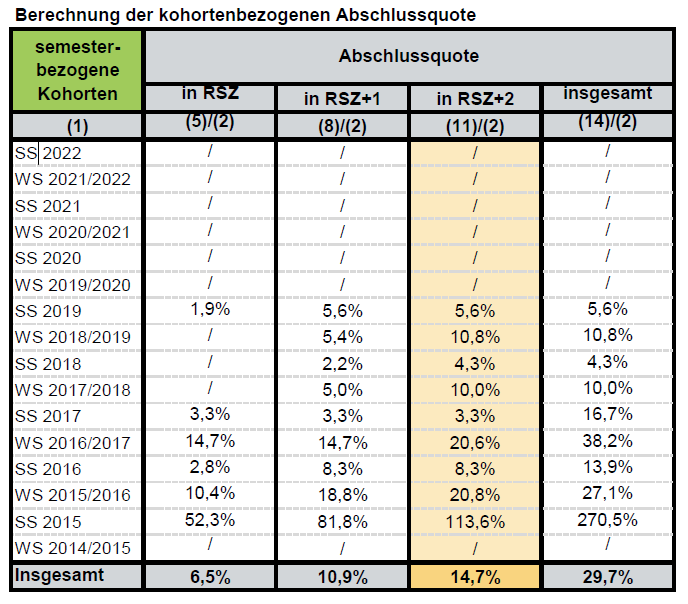 Berechnung der kohortenbezogenen Abschlussquote
semester-
bezogene
Kohorten
Abschlussquote
in RSZ in RSZ+1 in RSZ+2 insgesamt
(1) (5)/(2) (8)/(2) (11)/(2) (14)/(2)
SS 2022 / / / /
WS 2021/2022 / / / /
SS 2021 / / / /
WS 2020/2021 / / / /
SS 2020 / / / /
WS 2019/2020 / / / /
SS 2019 1,9% 5,6% 5,6% 5,6%
WS 2018/2019 / 5,4% 10,8% 10,8%
SS 2018 / 2,2% 4,3% 4,3%
WS 2017/2018 / 5,0% 10,0% 10,0%
SS 2017 3,3% 3,3% 3,3% 16,7%
WS 2016/2017 14,7% 14,7% 20,6% 38,2%
SS 2016 2,8% 8,3% 8,3% 13,9%
WS 2015/2016 10,4% 18,8% 20,8% 27,1%
SS 2015 52,3% 81,8% 113,6% 270,5%
WS 2014/2015 / / / /
Insgesamt 6,5% 10,9% 14,7% 29,7%